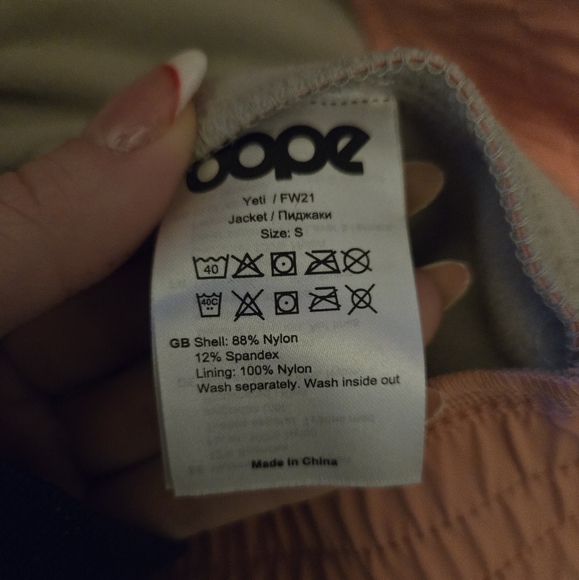 dope
Yeti / FW21
Jacket / Пиджаки
Size: S
40
40C
GB Shell: 88% Nylon
12% Spandex
Lining: 100% Nylon
Wash separately. Wash inside out
Made in China